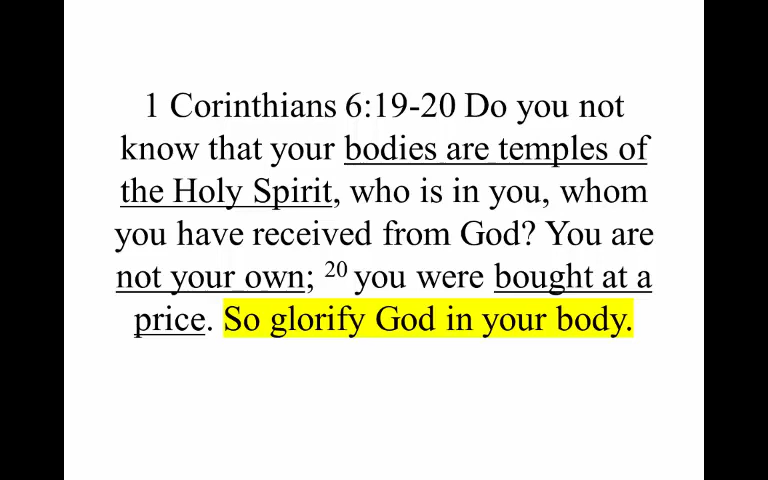 1 Corinthians 6:19-20 Do you not
know that your bodies are temples of
the Holy Spirit, who is in you, whom
you have received from God? You are
not your own; 20 you were bought at a
price. So glorify God in your body.